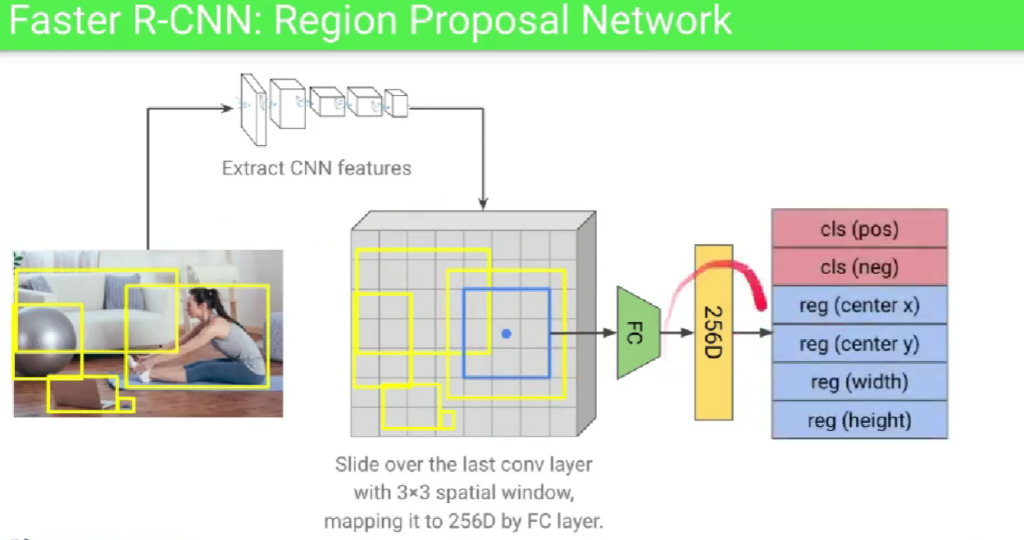 Faster R-CNN: Region Proposal Network
Extract CNN features
FC
256D
cls (pos)
cls (neg)
reg (center x)
reg (center y)
reg (width)
reg (height)
Slide over the last conv layer
with 3×3 spatial window,
mapping it to 256D by FC layer.